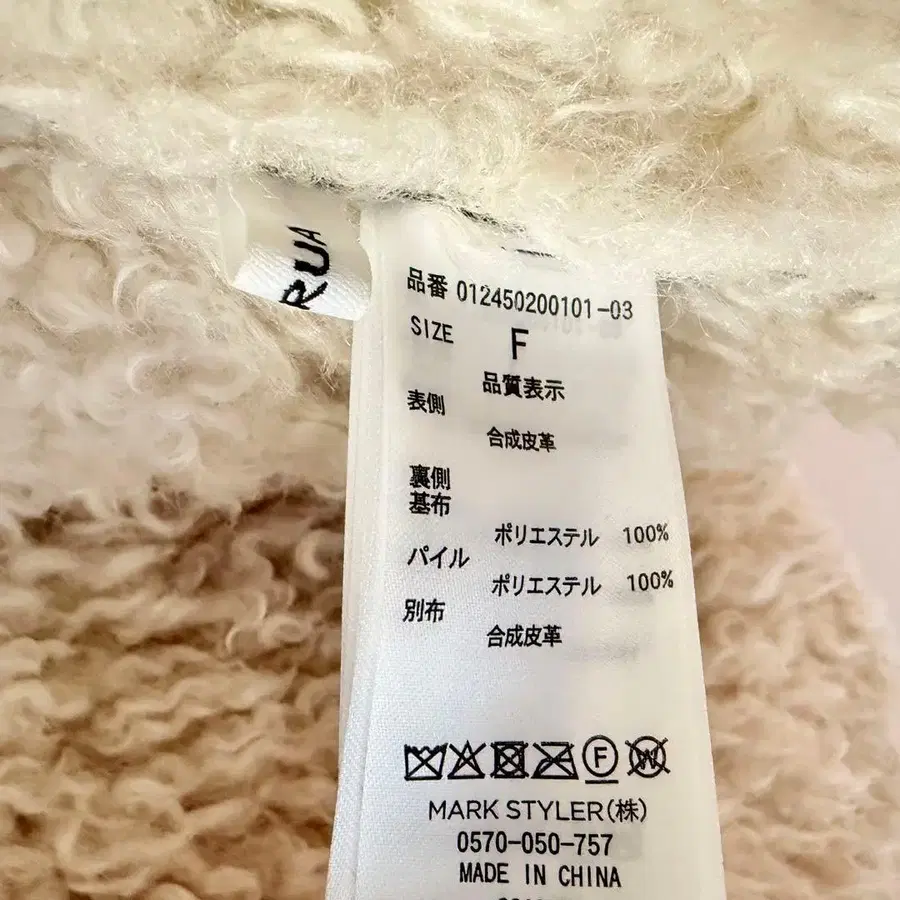 RUA
品番 012450200101-03
SIZE F
品質表示
表側
合成皮革
裏側
基布
ポリエステル 100%
パイル
ポリエステル 100%
別布
合成皮革
F
W
MARK STYLER(株)
0570-050-757
MADE IN CHINA